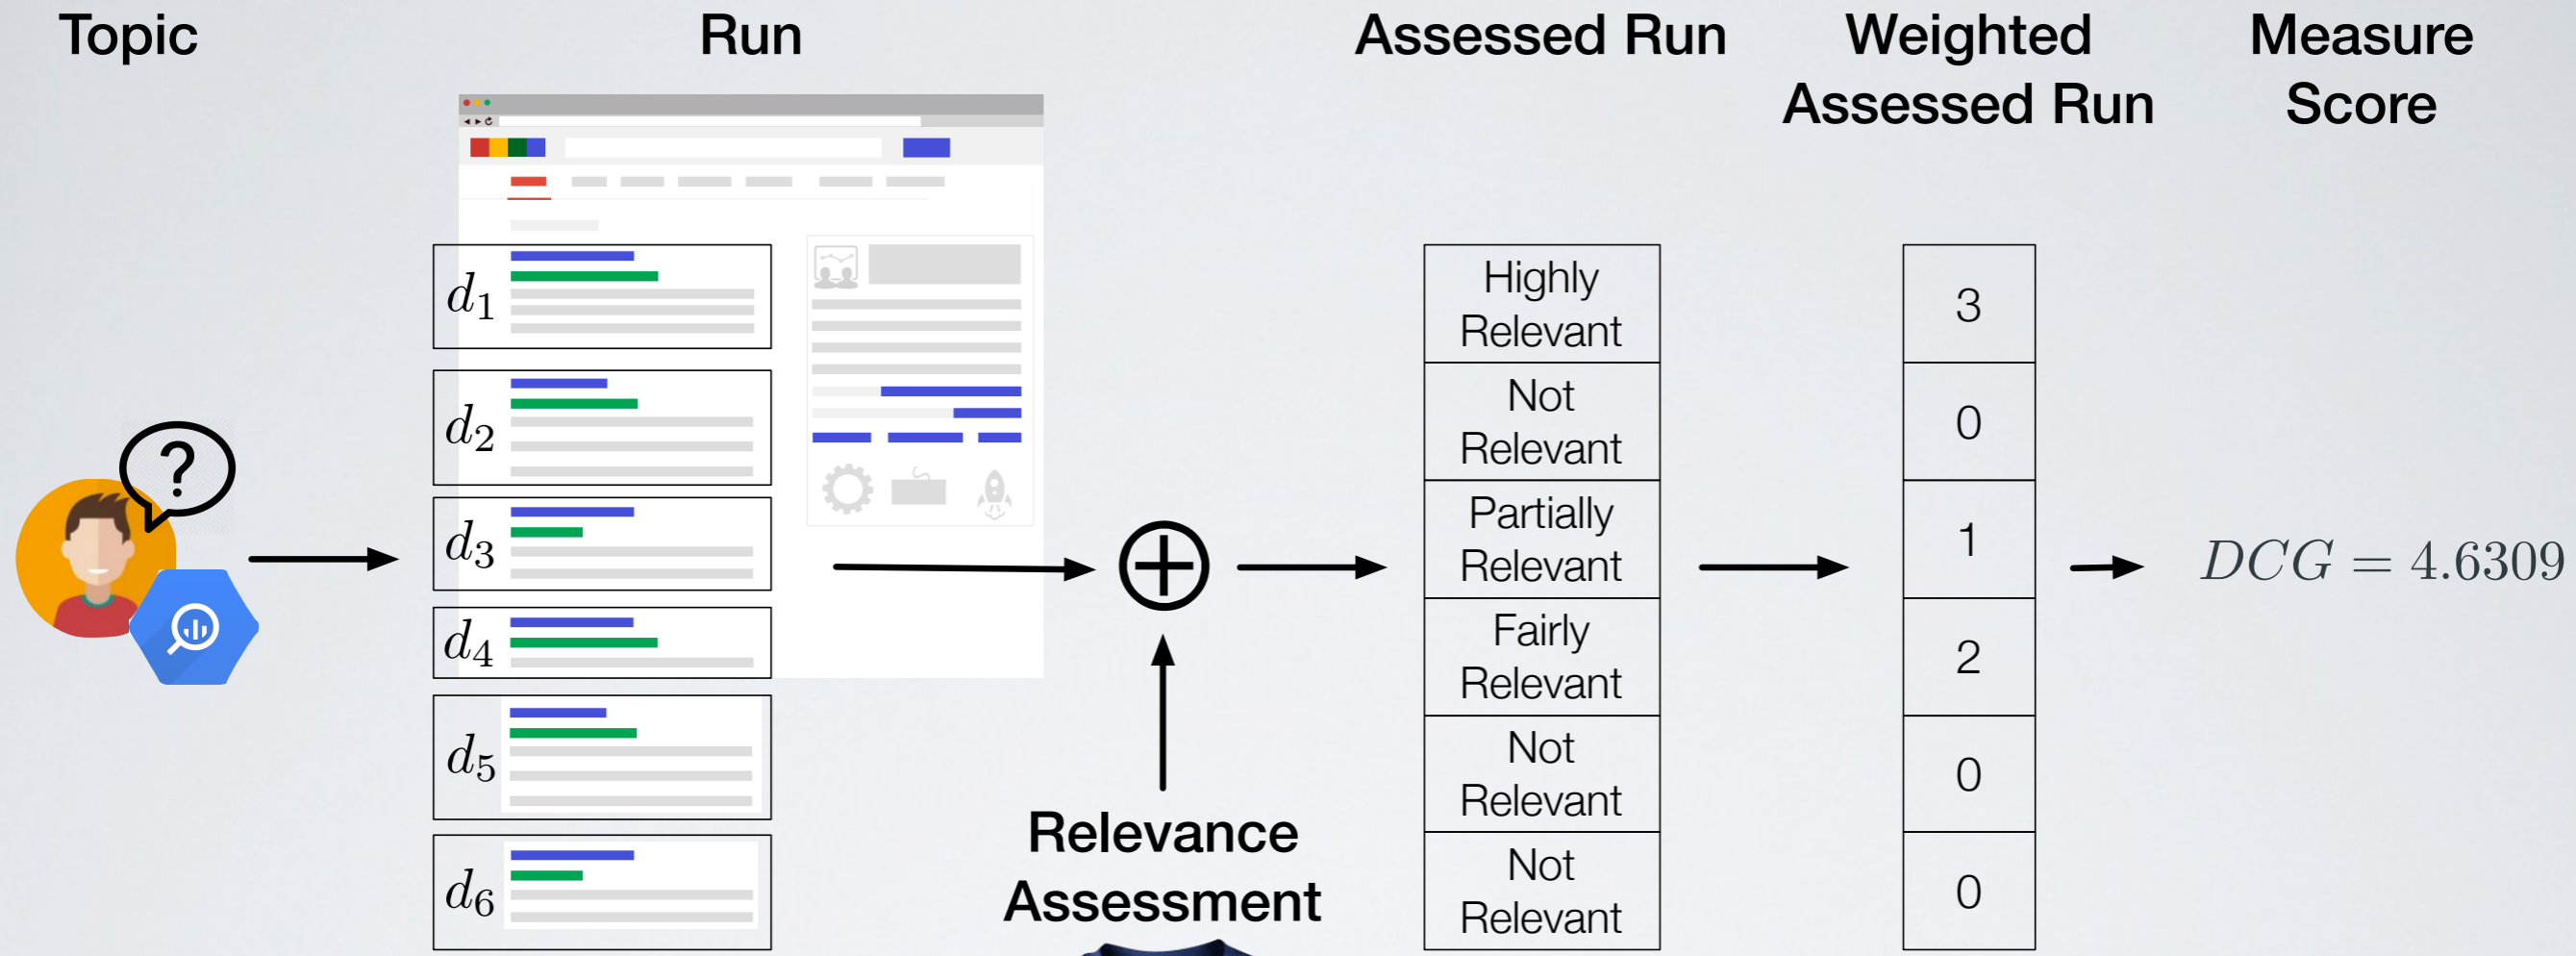 Topic
Run
Assessed Run
Weighted
Assessed Run
Measure
Score
?
d1
d2
d3
d4
d5
d6
Relevance
Assessment
Highly
Relevant
Not
Relevant
Partially
Relevant
Fairly
Relevant
Not
Relevant
Not
Relevant
3
0
1
2
0
0
DCG = 4.6309